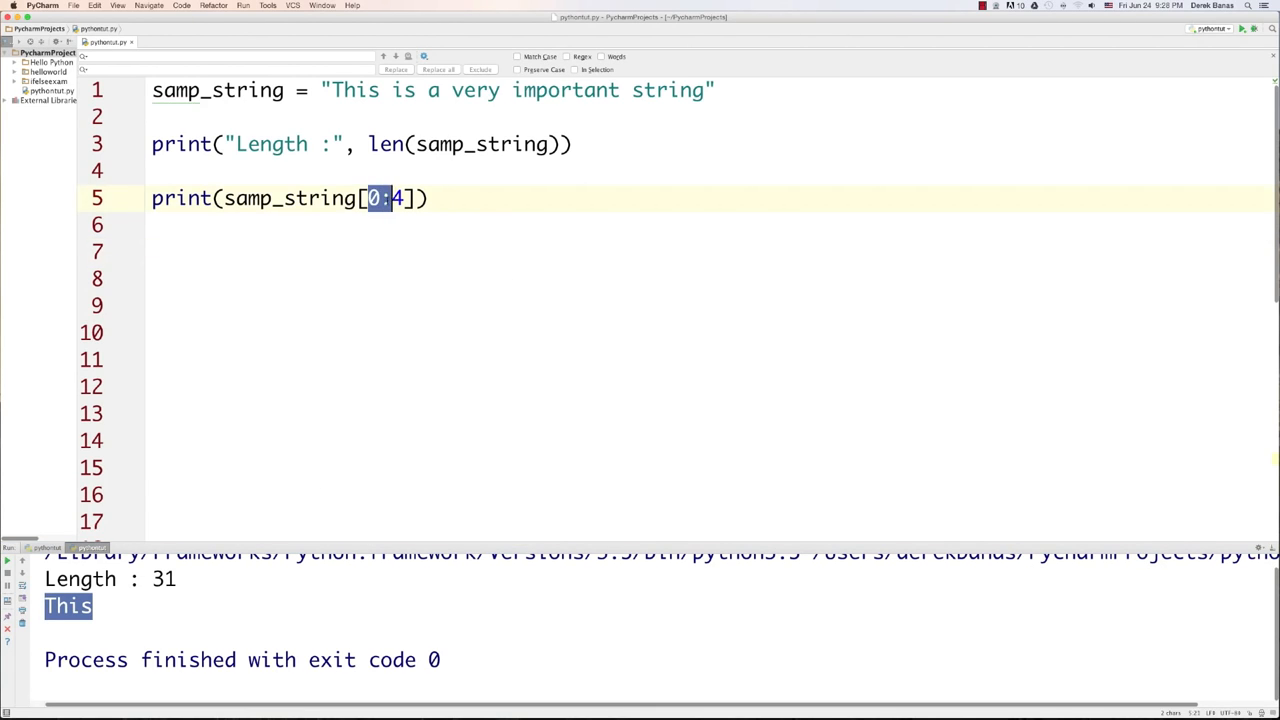 PyCharm File Edit View Navigate Code Refactor Run Tools VCS Window Help 10 Fri Jun 24 9:28 PM Derek Banas
pythontut.py - PycharmProjects - [~/PycharmProjects]
PycharmProjects pythontut.py pythontut
pythontut.py ×
PycharmProject
Hello Python
helloworld
ifelseexam
pythontut.py
External Librarie
Match Case Regex Words
Replace Replace all Exclude Preserve Case In Selection
1 samp_string = "This is a very important string"
2
3 print("Length :", len(samp_string))
4
5 print(samp_string[0:4])
6
7
8
9
10
11
12
13
14
15
16
17
Run: pythontut pythontut
/Library/Frameworks/Python.framework/Versions/3.5/bin/python3.5 /Users/derekbanas/PycharmProjects/pytho
Length : 31
This
Process finished with exit code 0
2 chars 5:21 LF÷ UTF-8÷